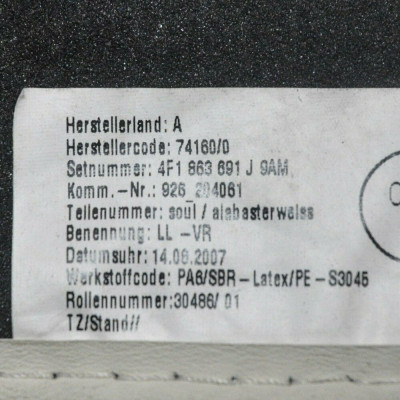 Herstellerland: A
Herstellercode: 74160/0
Setnummer: 4F1 863 691 J 9AM
Komm.-Nr.: 926_204061
Teilenummer: soul / alabasterweiss
Benennung: LL -VR
Datumsuhr: 14.08.2007
Werkstoffcode: PA6/SBR-Latex/PE-S3045
Rollennummer:30486/ 01
TZ/Stand//